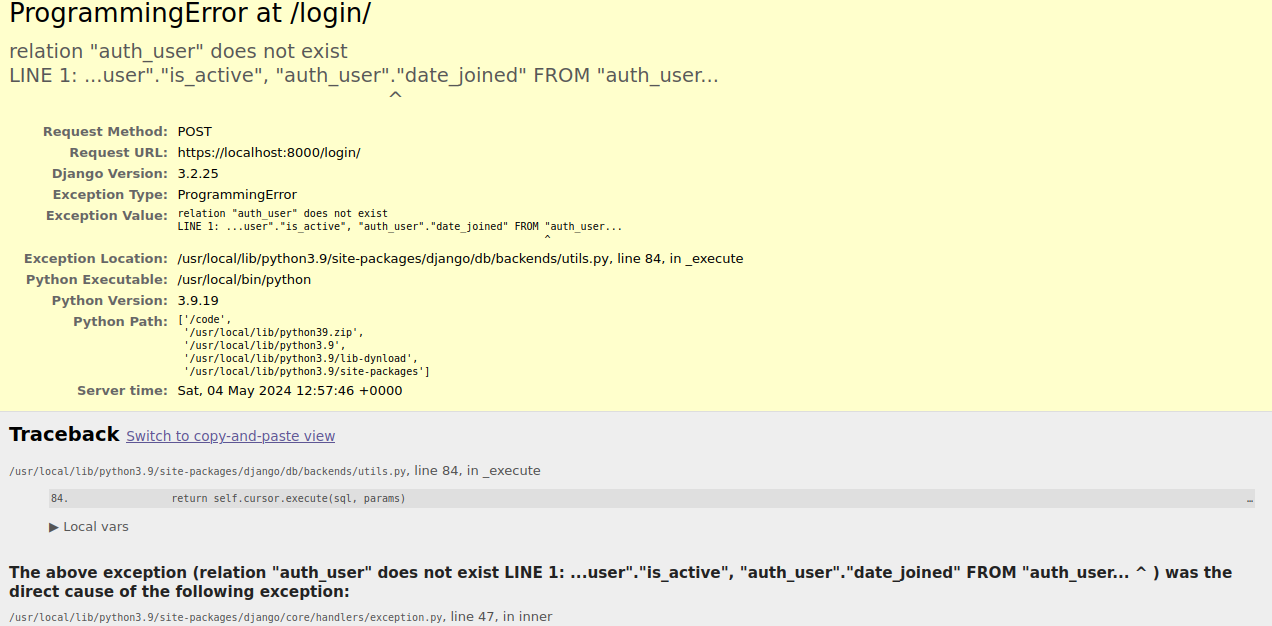 ProgrammingError at /login/
relation "auth_user" does not exist
LINE 1: ...user"."is_active", "auth_user"."date_joined" FROM "auth_user...
^
Request Method: POST
Request URL: https://localhost:8000/login/
Django Version: 3.2.25
Exception Type: ProgrammingError
Exception Value: relation "auth_user" does not exist
LINE 1: ...user"."is_active", "auth_user"."date_joined" FROM "auth_user...
^
Exception Location: /usr/local/lib/python3.9/site-packages/django/db/backends/utils.py, line 84, in _execute
Python Executable: /usr/local/bin/python
Python Version: 3.9.19
Python Path: ['/code',
'/usr/local/lib/python39.zip',
'/usr/local/lib/python3.9',
'/usr/local/lib/python3.9/lib-dynload',
'/usr/local/lib/python3.9/site-packages']
Server time: Sat, 04 May 2024 12:57:46 +0000
Traceback Switch to copy-and-paste view
/usr/local/lib/python3.9/site-packages/django/db/backends/utils.py, line 84, in _execute
84. return self.cursor.execute(sql, params) …
▶ Local vars
The above exception (relation "auth_user" does not exist LINE 1: ...user"."is_active", "auth_user"."date_joined" FROM "auth_user... ^ ) was the
direct cause of the following exception:
/usr/local/lib/python3.9/site-packages/django/core/handlers/exception.py, line 47, in inner